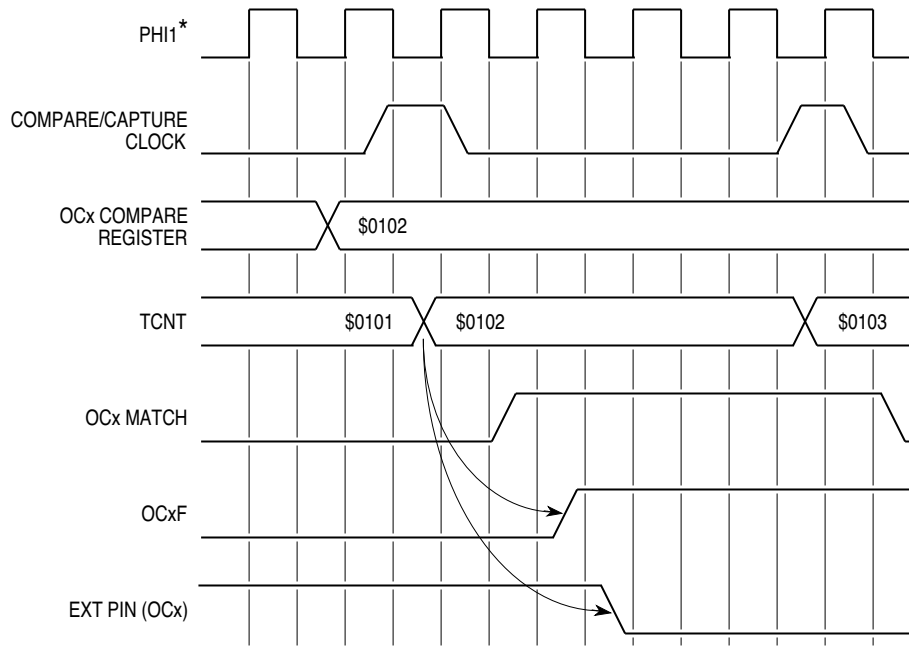 PHI1*
COMPARE/CAPTURE
CLOCK
OCx COMPARE
REGISTER
$0102
TCNT
$0101
$0102
$0103
OCx MATCH
OCxF
EXT PIN (OCx)